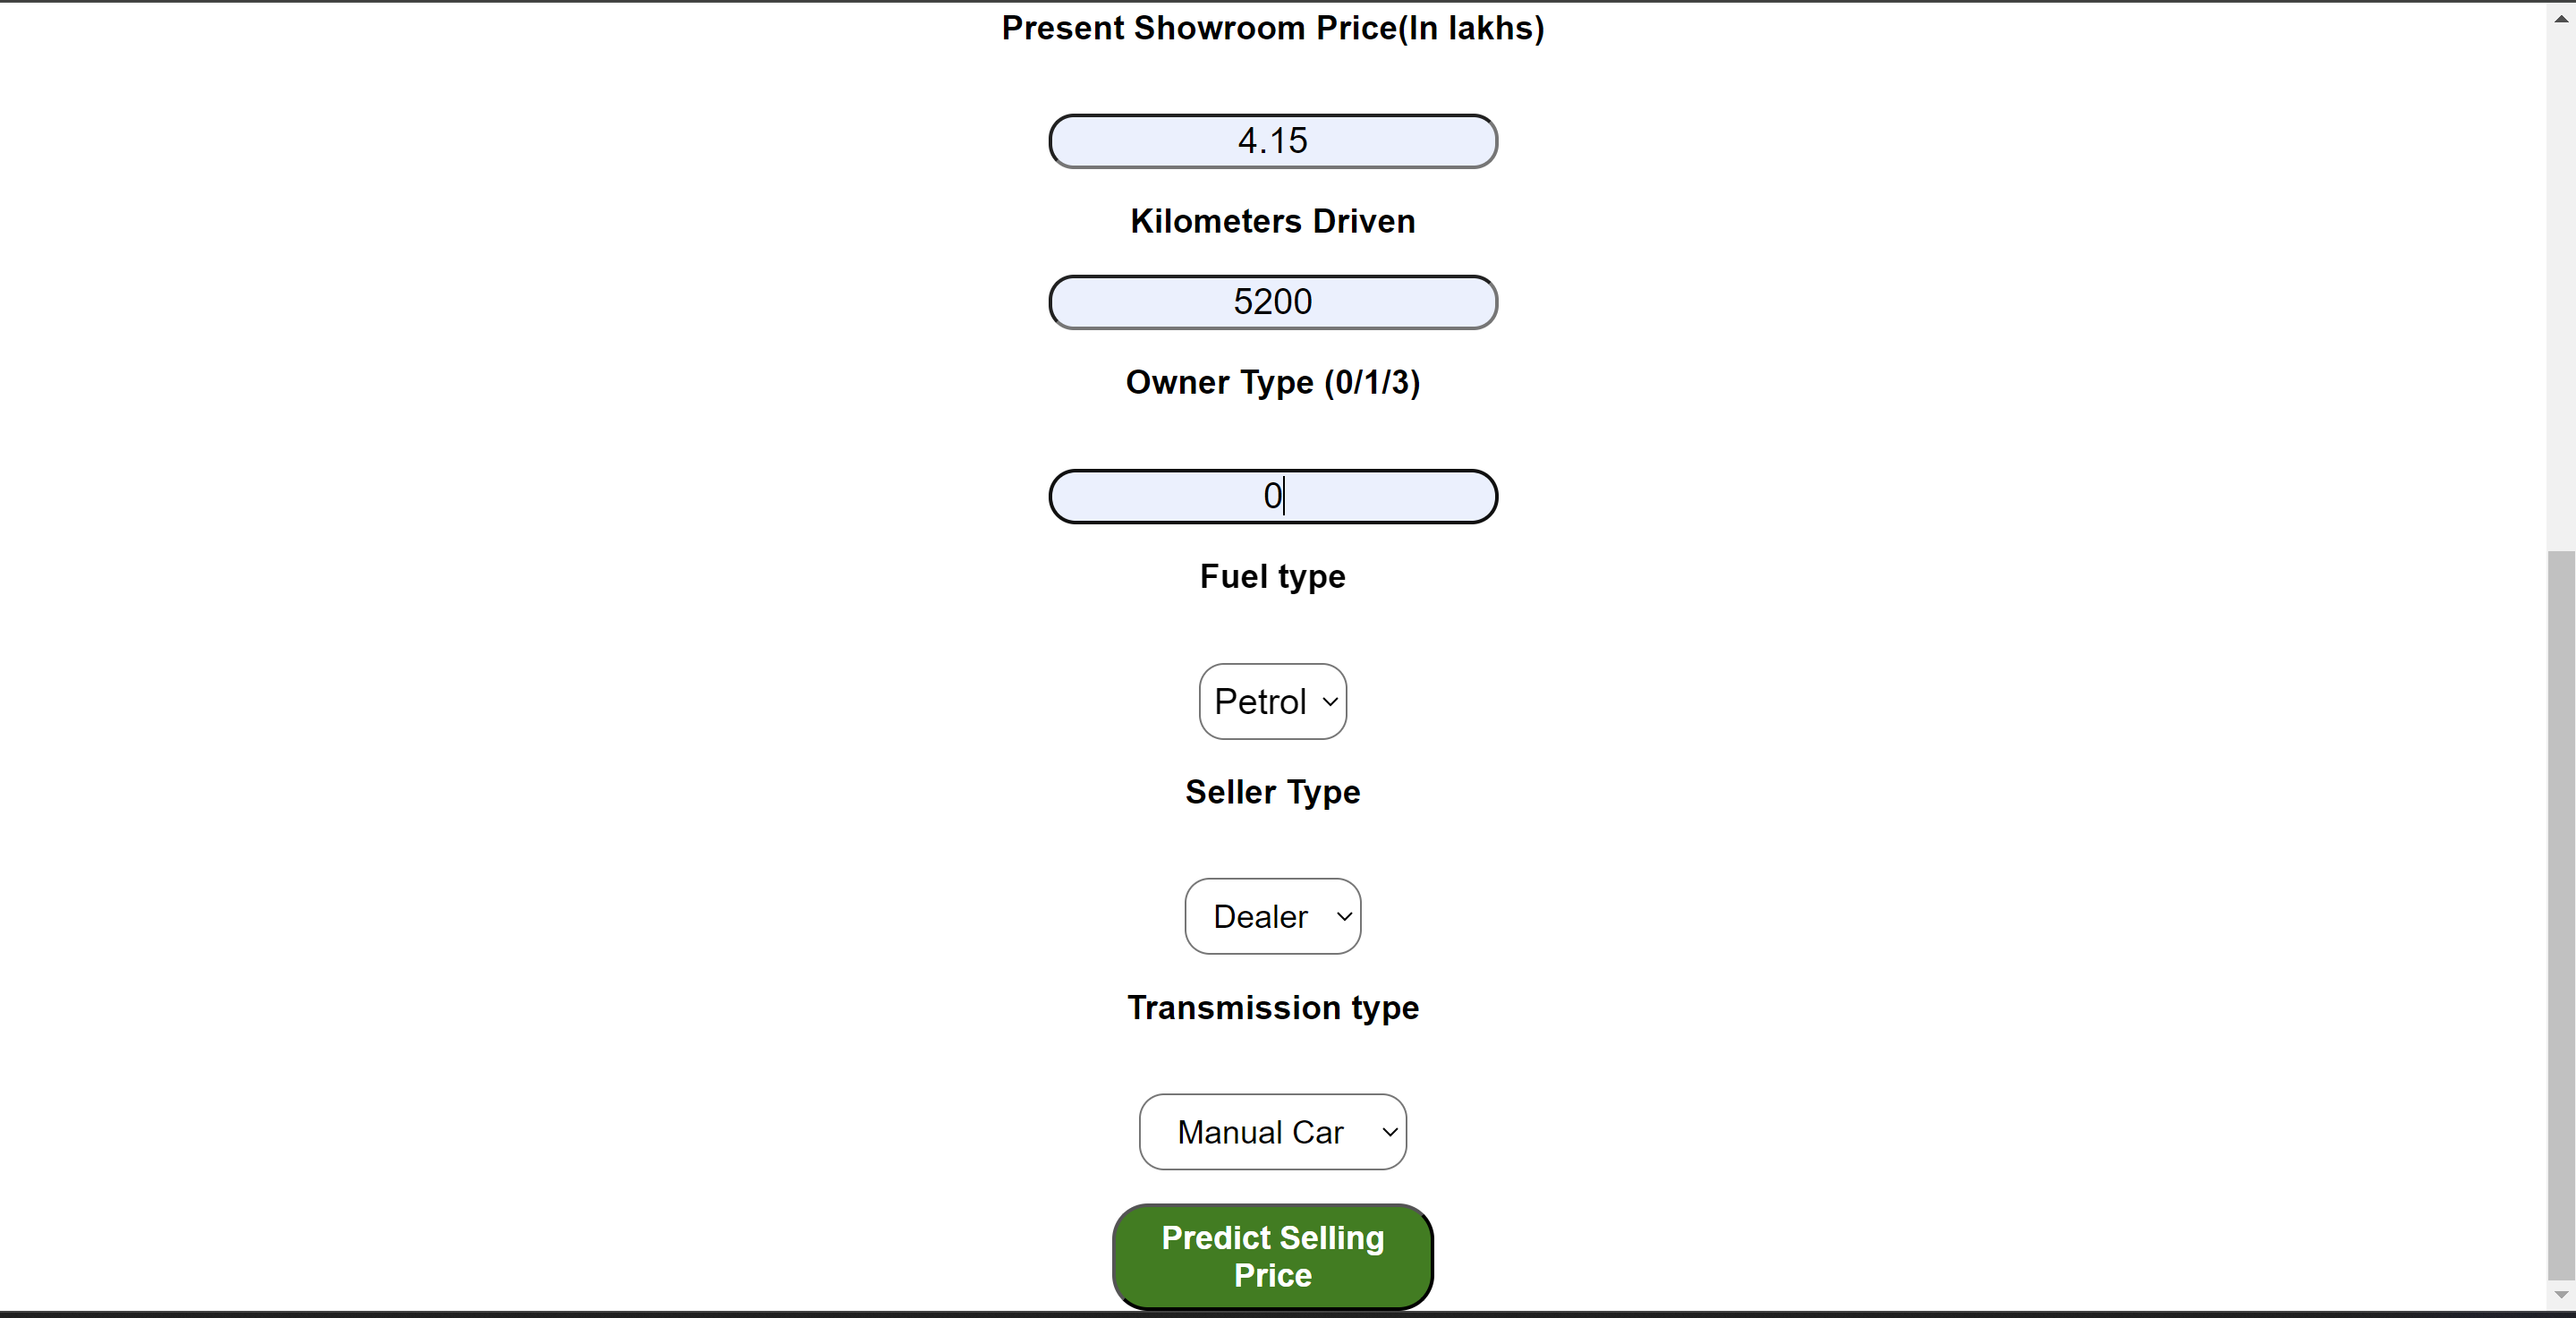 Present Showroom Price(In lakhs)
4.15
Kilometers Driven
5200
Owner Type (0/1/3)
0
Fuel type
Petrol
Seller Type
Dealer
Transmission type
Manual Car
Predict Selling
Price